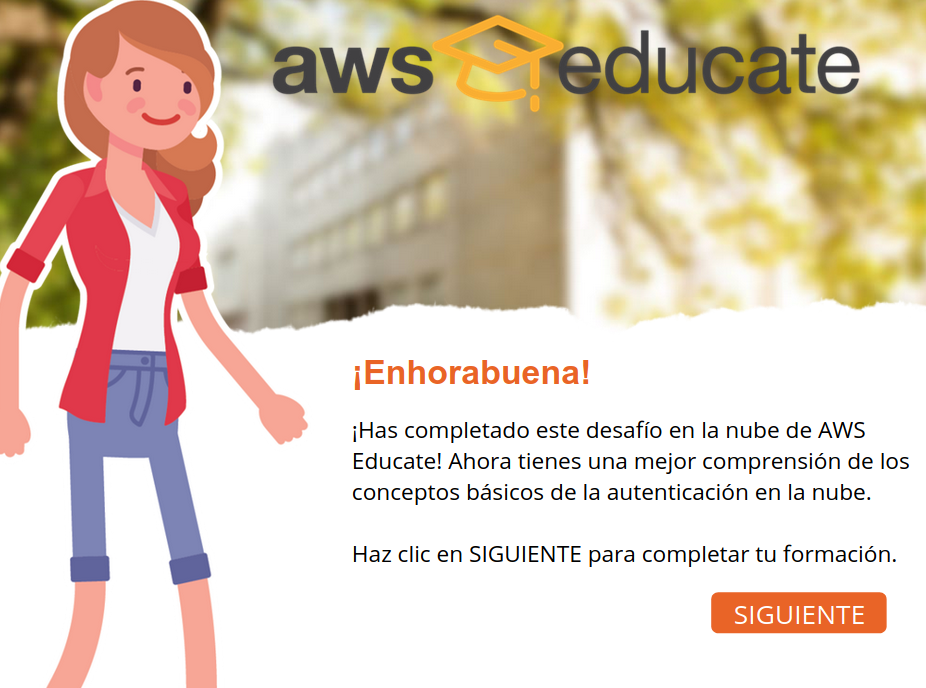 aws educate
¡Enhorabuena!
¡Has completado este desafío en la nube de AWS
Educate! Ahora tienes una mejor comprensión de los
conceptos básicos de la autenticación en la nube.
Haz clic en SIGUIENTE para completar tu formación.
SIGUIENTE